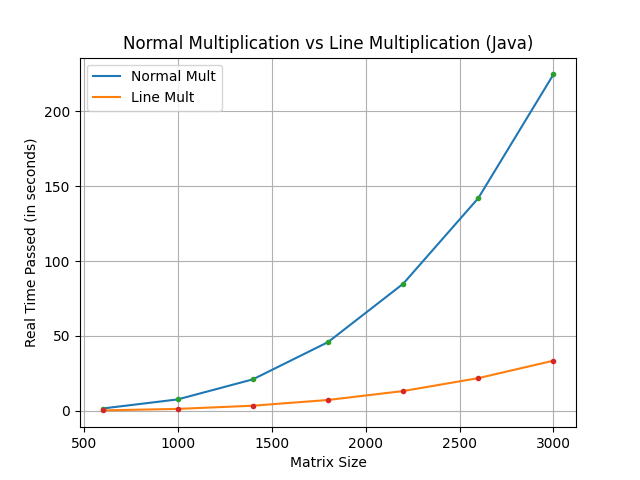 Normal Multiplication vs Line Multiplication (Java)
Normal Mult
Line Mult
Real Time Passed (in seconds)
200
150
100
50
0
500 1000 1500 2000 2500 3000
Matrix Size